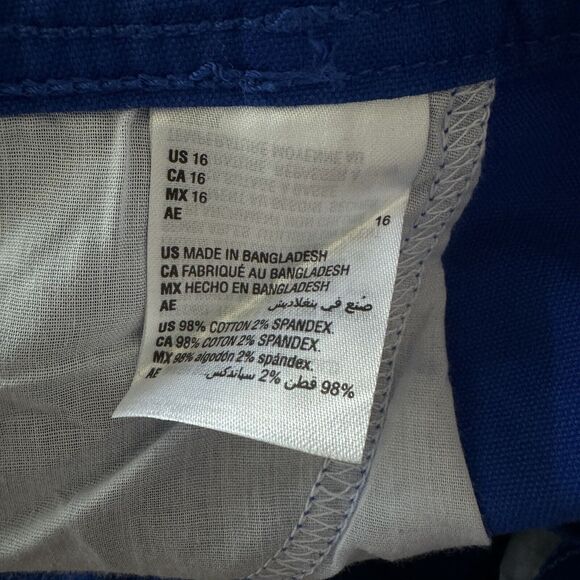 US 16
CA 16
MX 16
AE 16
US MADE IN BANGLADESH
CA FABRIQUÉ AU BANGLADESH
MX HECHO EN BANGLADESH
AE صُنع في بنغلاديش
US 98% COTTON 2% SPANDEX.
CA 98% COTON 2% SPANDEX.
MX 98% algodón 2% spandex.
AE 98% قطن 2% سباندكس.